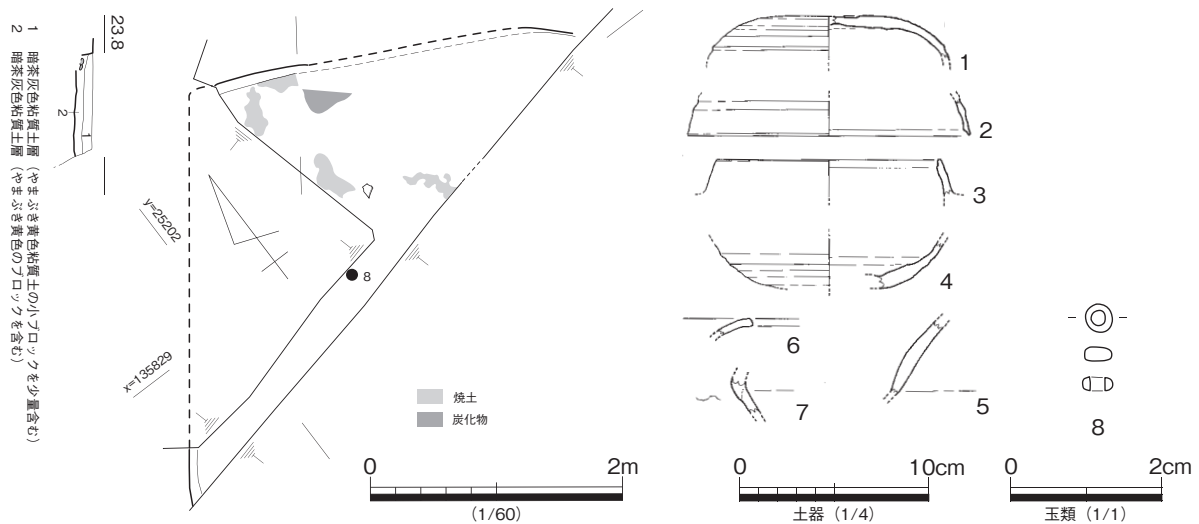 23.8
1
2
1 暗茶灰色粘質土層（やまぶき黄色粘質土の小ブロックを少量含む）
2 暗茶灰色粘質土層（やまぶき黄色のブロックを含む）
y=25202
x=135829
8
焼土
炭化物
0 2m
（1/60）
1
2
3
4
5
6
7
8
0 10cm
土器（1/4）
0 2cm
玉類（1/1）